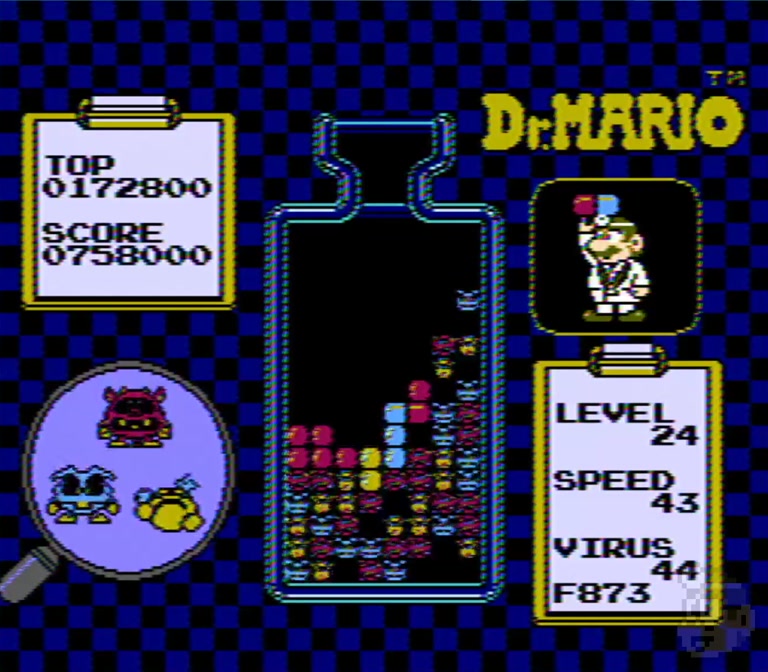 TM
Dr. MARIO
TOP
0172800
SCORE
0758000
LEVEL
24
SPEED
43
VIRUS
44
F873